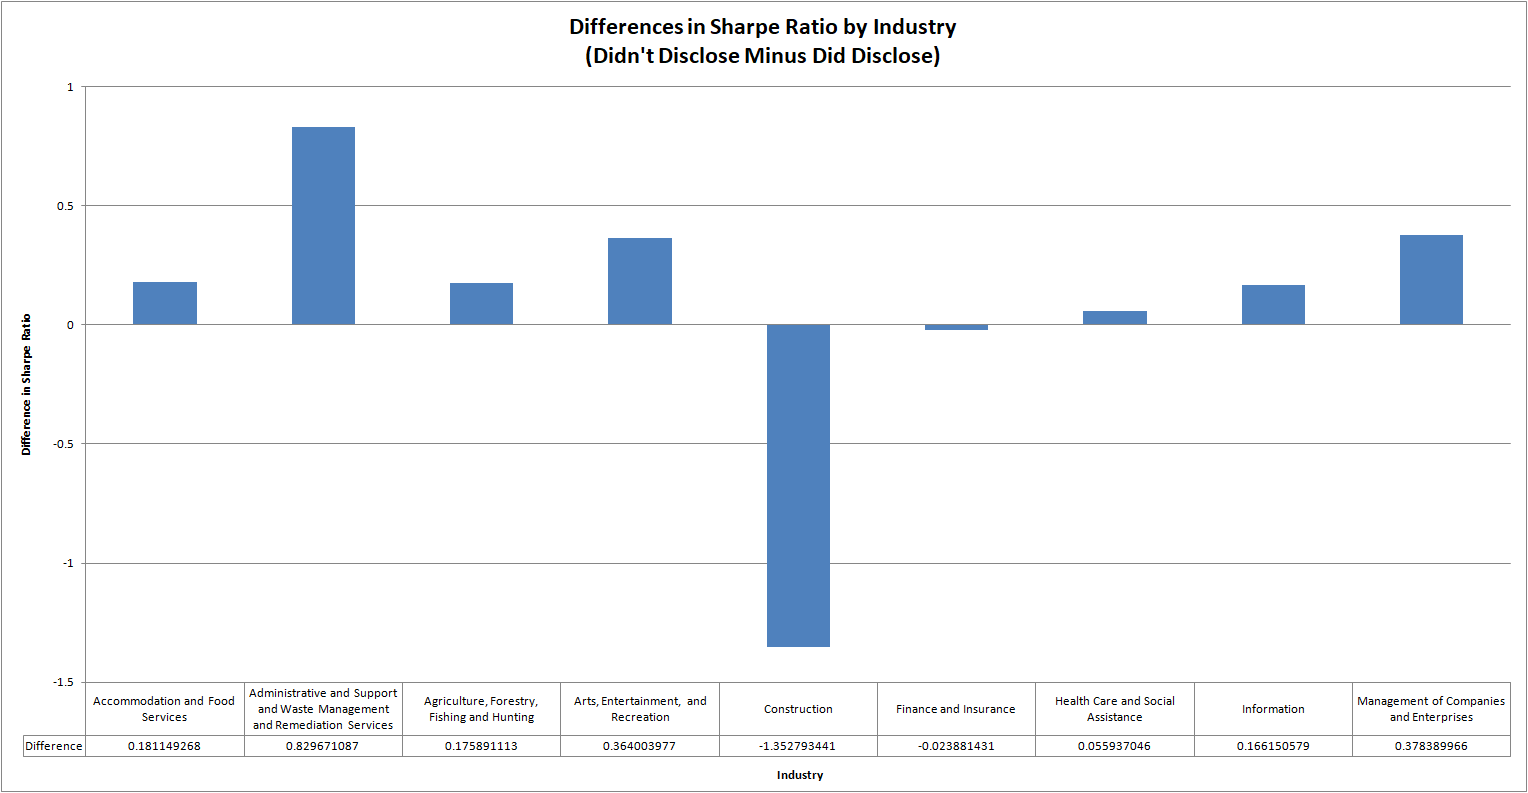 Differences in Sharpe Ratio by Industry
(Didn't Disclose Minus Did Disclose)
1
0.5
0
-0.5
-1
-1.5
Difference in Sharpe Ratio
Accommodation and Food
Services
Administrative and Support
and Waste Management
and Remediation Services
Agriculture, Forestry,
Fishing and Hunting
Arts, Entertainment, and
Recreation
Construction
Finance and Insurance
Health Care and Social
Assistance
Information
Management of Companies
and Enterprises
Difference 0.181149268 0.829671087 0.175891113 0.364003977 -1.352793441 -0.023881431 0.055937046 0.166150579 0.378389966
Industry